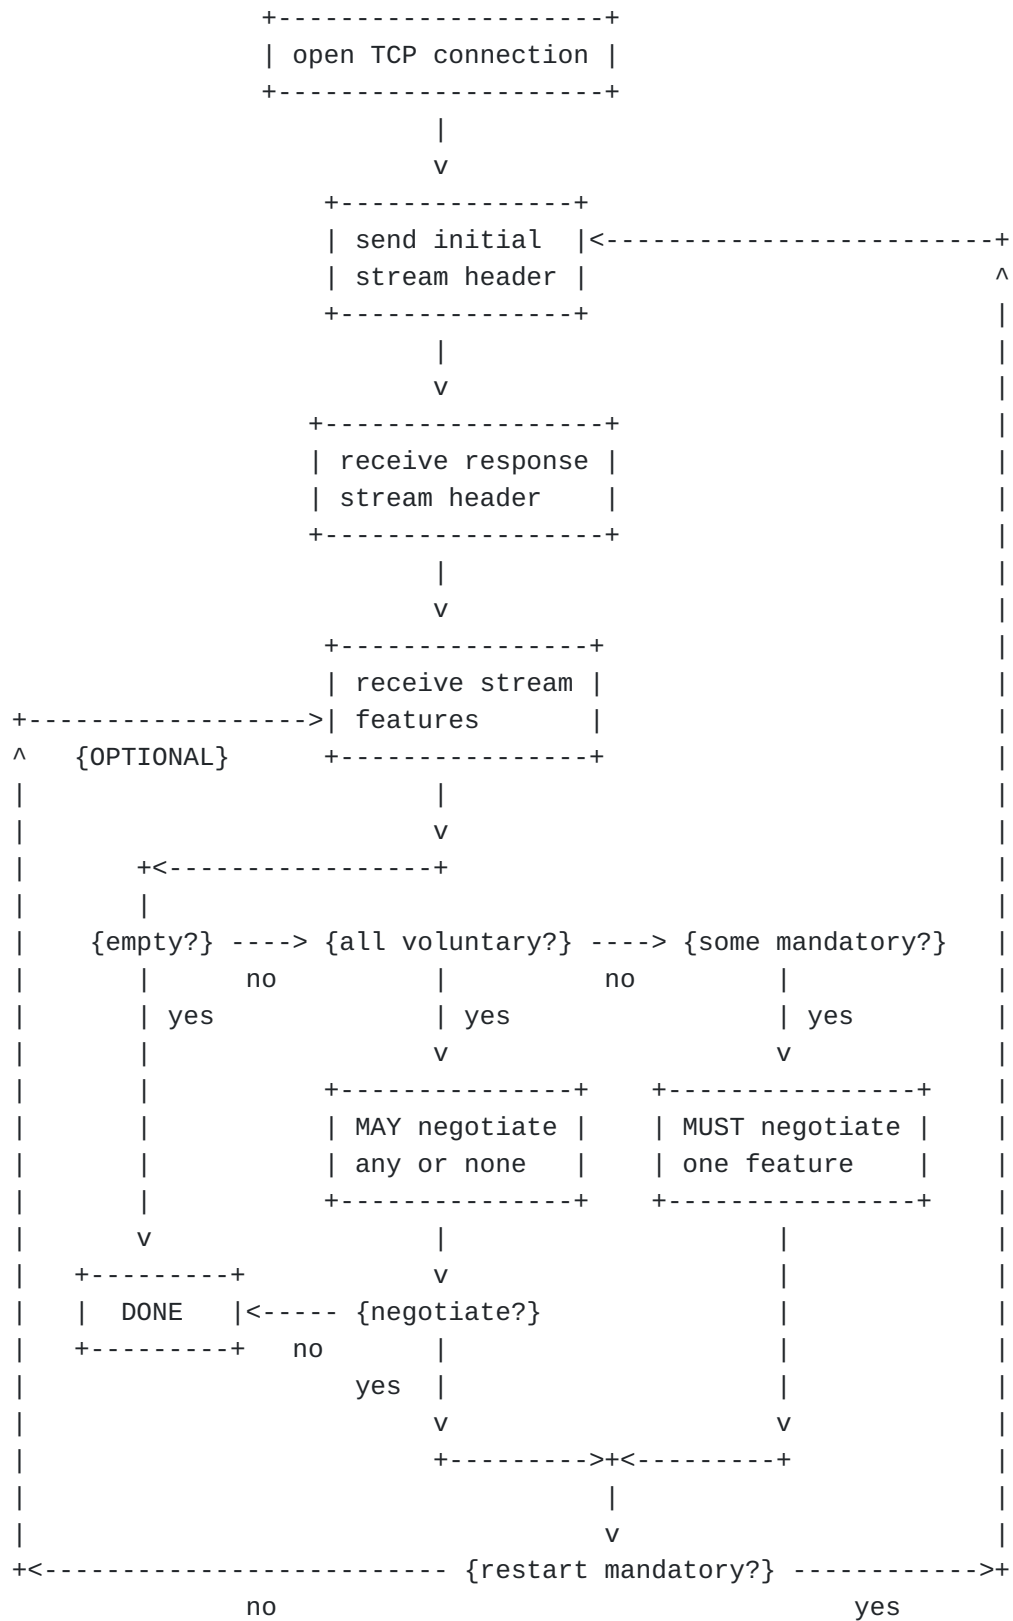 open TCP connection
send initial
stream header
receive response
stream header
receive stream
features
{OPTIONAL}
{empty?} ----> {all voluntary?} ----> {some mandatory?}
no no
yes yes yes
MAY negotiate MUST negotiate
any or none one feature
DONE <----- {negotiate?}
no
yes
{restart mandatory?}
no yes